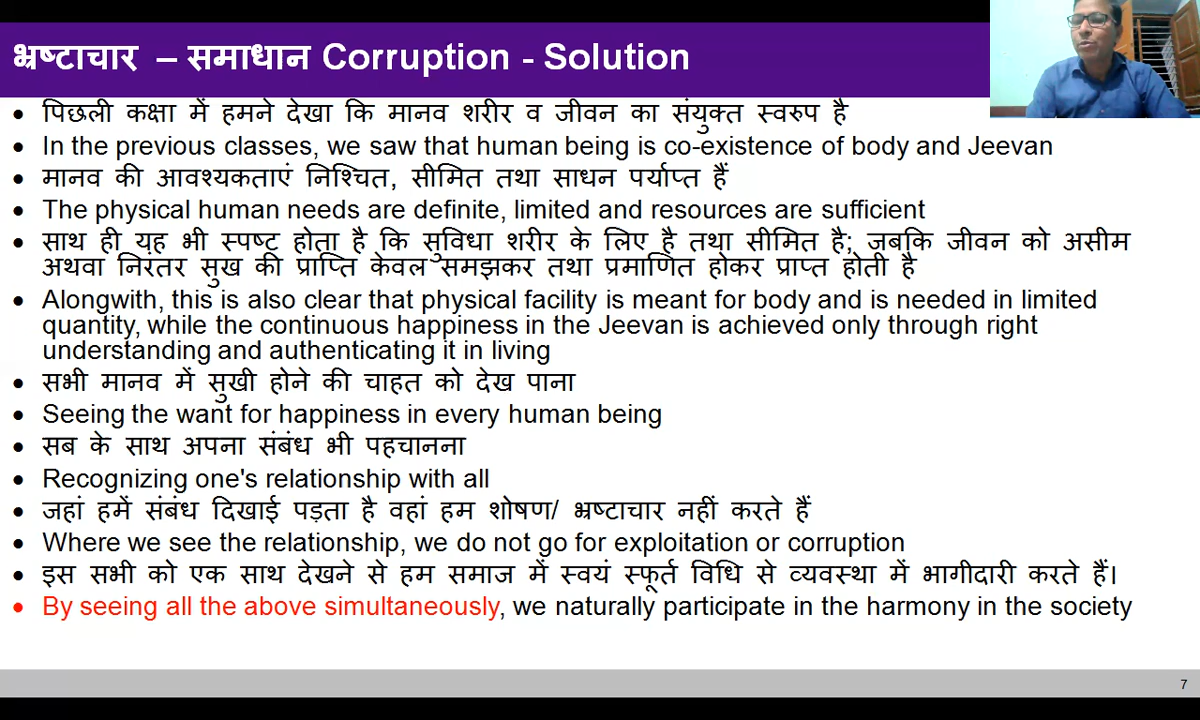 भ्रष्टाचार – समाधान Corruption - Solution
• पिछली कक्षा में हमने देखा कि मानव शरीर व जीवन का संयुक्त स्वरुप है
• In the previous classes, we saw that human being is co-existence of body and Jeevan
• मानव की आवश्यकताएं निश्चित, सीमित तथा साधन पर्याप्त हैं
• The physical human needs are definite, limited and resources are sufficient
• साथ ही यह भी स्पष्ट होता है कि सुविधा शरीर के लिए है तथा सीमित है; जबकि जीवन को असीम
अथवा निरंतर सुख की प्राप्ति केवल समझकर तथा प्रमाणित होकर प्राप्त होती है
• Alongwith, this is also clear that physical facility is meant for body and is needed in limited
quantity, while the continuous happiness in the Jeevan is achieved only through right
understanding and authenticating it in living
• सभी मानव में सुखी होने की चाहत को देख पाना
• Seeing the want for happiness in every human being
• सब के साथ अपना संबंध भी पहचानना
• Recognizing one's relationship with all
• जहां हमें संबंध दिखाई पड़ता है वहां हम शोषण/ भ्रष्टाचार नहीं करते हैं
• Where we see the relationship, we do not go for exploitation or corruption
• इस सभी को एक साथ देखने से हम समाज में स्वयं स्फूर्त विधि से व्यवस्था में भागीदारी करते हैं।
• By seeing all the above simultaneously, we naturally participate in the harmony in the society
7